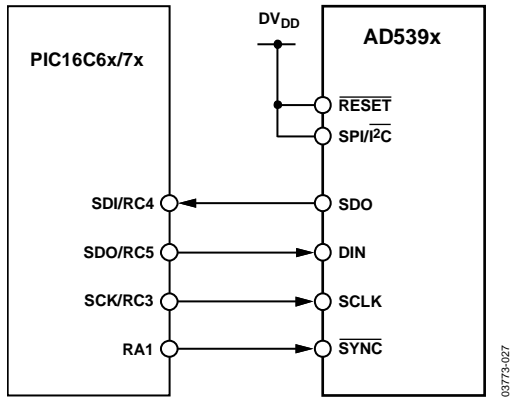 DVDD
AD539x
PIC16C6x/7x
RESET
SPI/I2C
SDI/RC4
SDO
SDO/RC5
DIN
SCK/RC3
SCLK
RA1
SYNC
03773-027